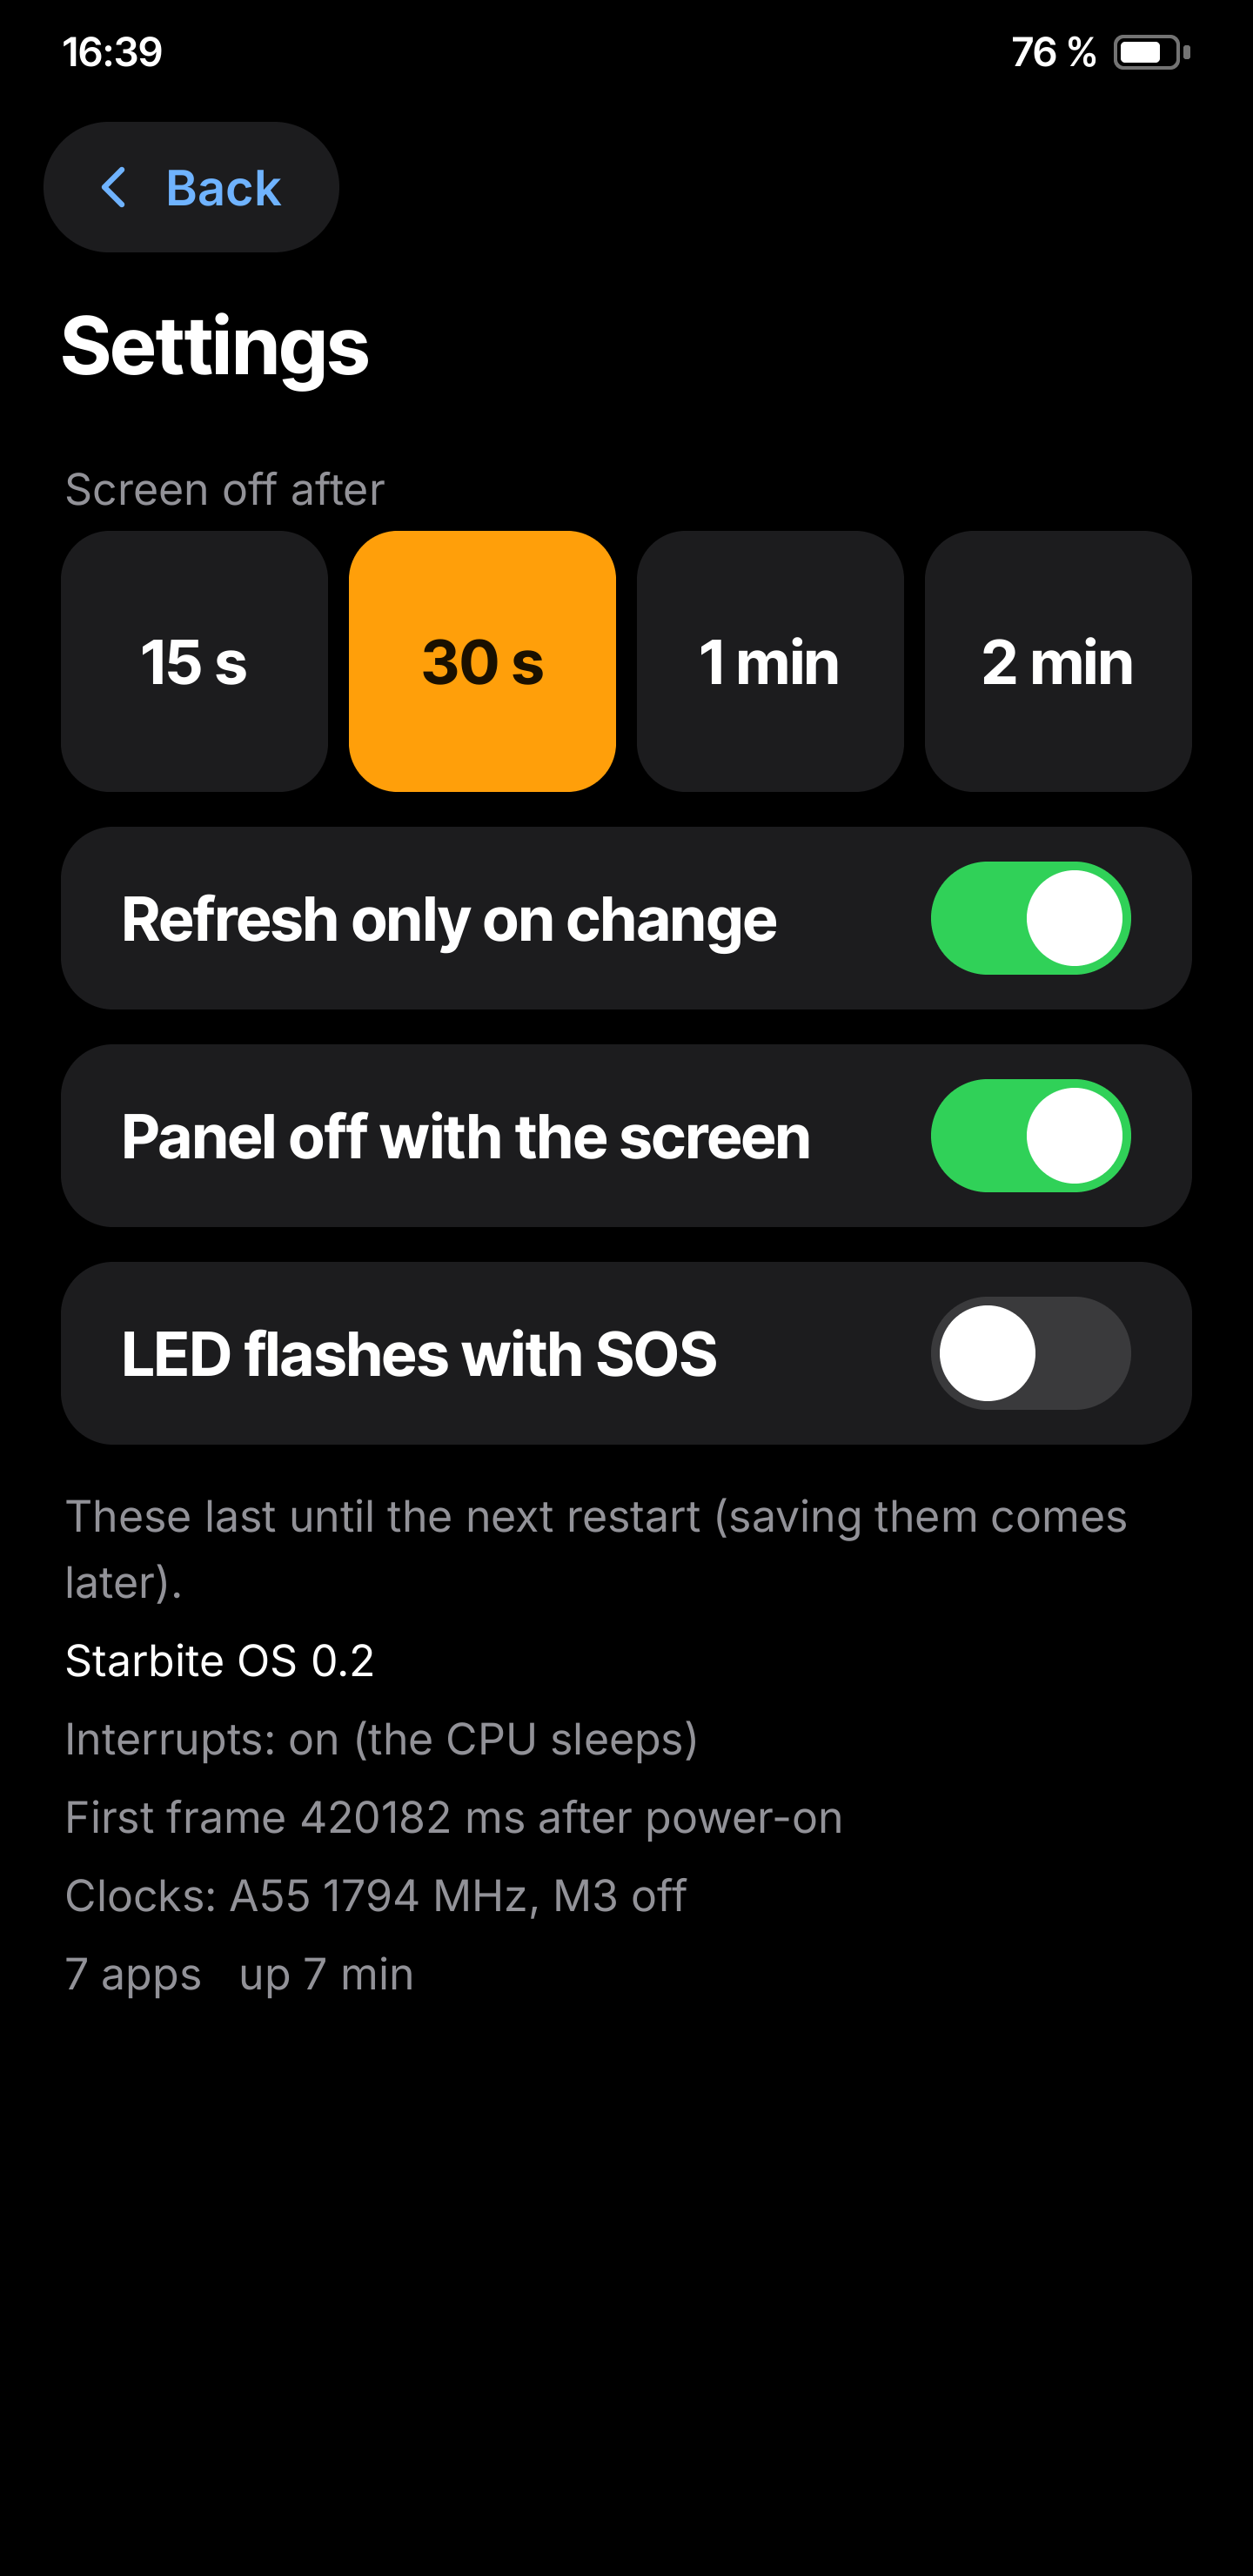 16:39
76 %
Back
Settings
Screen off after
15 s
30 s
1 min
2 min
Refresh only on change
Panel off with the screen
LED flashes with SOS
These last until the next restart (saving them comes
later).
Starbite OS 0.2
Interrupts: on (the CPU sleeps)
First frame 420182 ms after power-on
Clocks: A55 1794 MHz, M3 off
7 apps   up 7 min